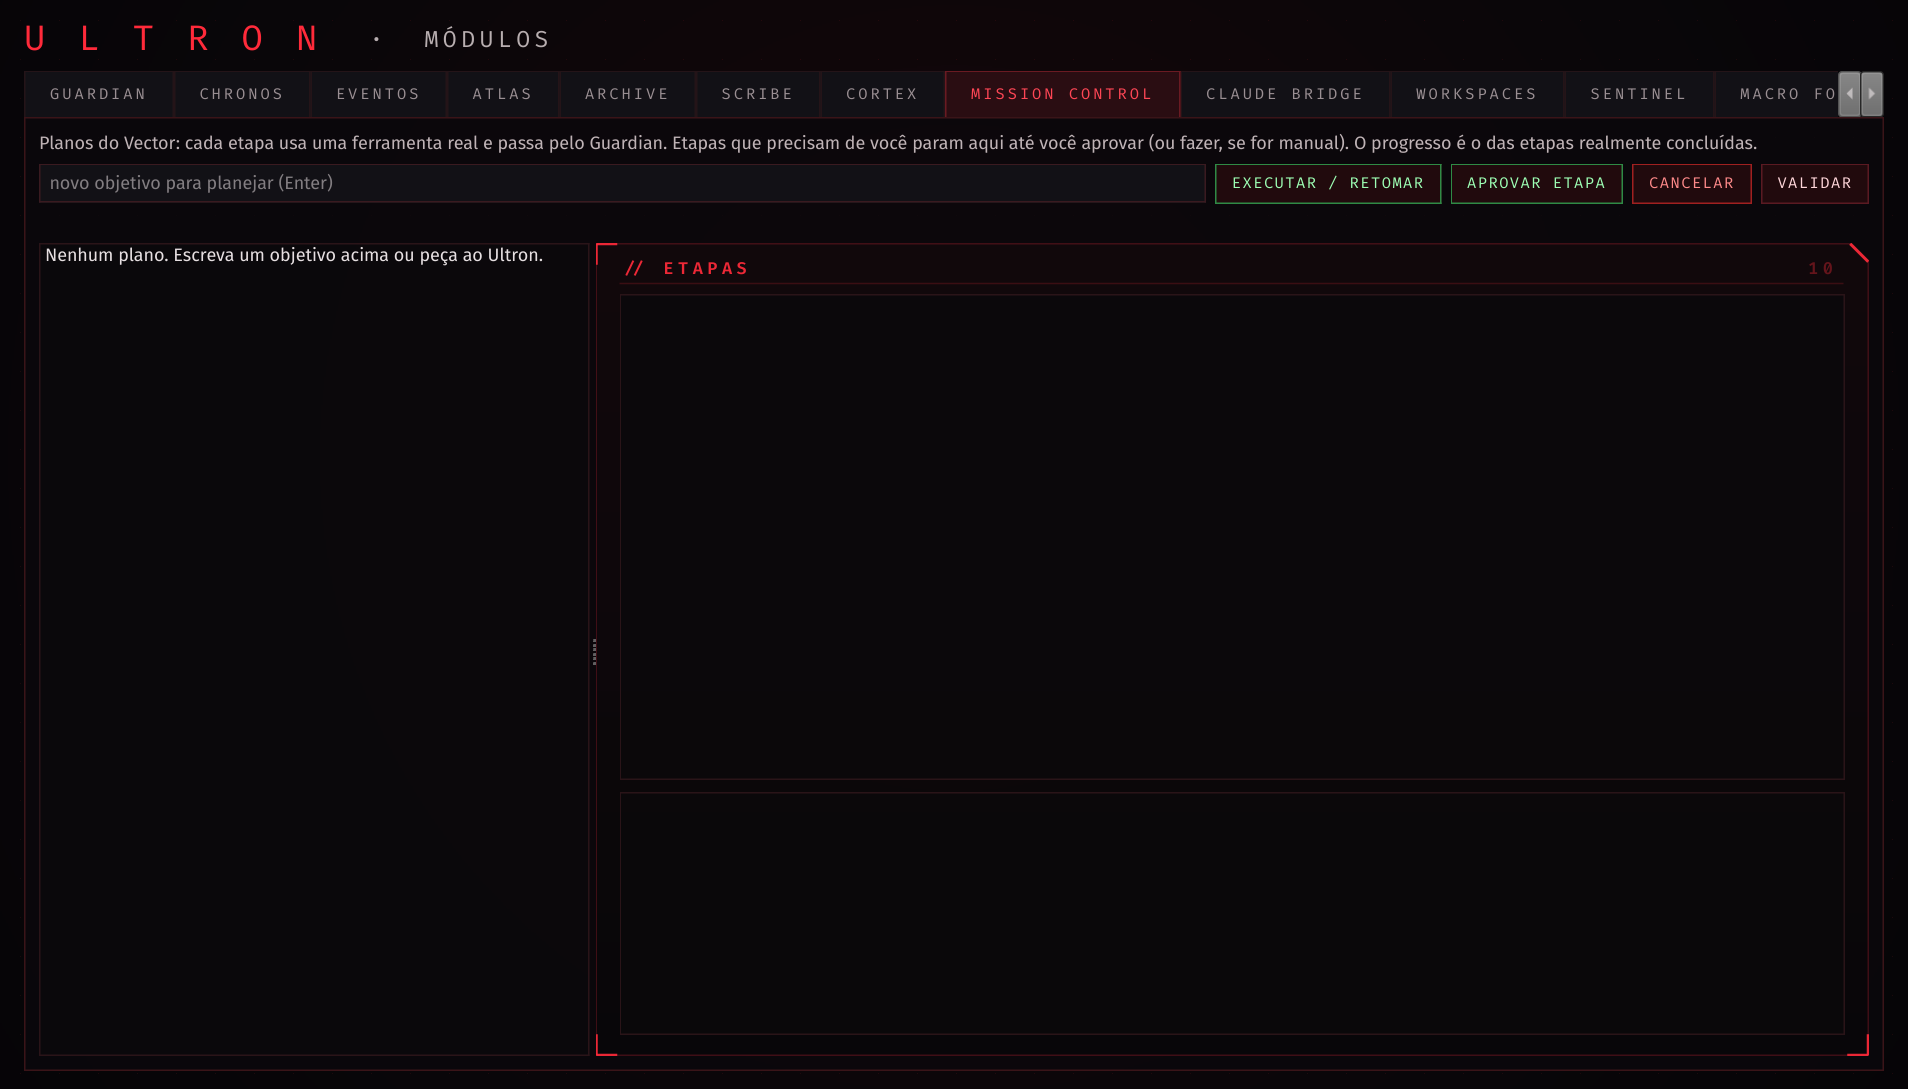 ULTRON · MÓDULOS
GUARDIAN CHRONOS EVENTOS ATLAS ARCHIVE SCRIBE CORTEX MISSION CONTROL CLAUDE BRIDGE WORKSPACES SENTINEL MACRO FO
Planos do Vector: cada etapa usa uma ferramenta real e passa pelo Guardian. Etapas que precisam de você param aqui até você aprovar (ou fazer, se for manual). O progresso é o das etapas realmente concluídas.
novo objetivo para planejar (Enter) EXECUTAR / RETOMAR APROVAR ETAPA CANCELAR VALIDAR
Nenhum plano. Escreva um objetivo acima ou peça ao Ultron.
// ETAPAS 10